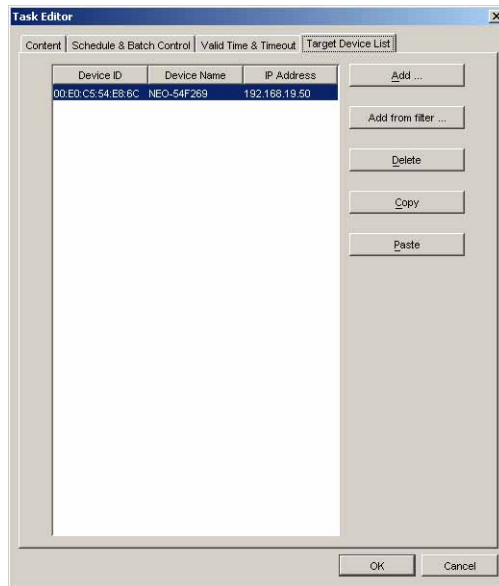 Task Editor
Content Schedule & Batch Control Valid Time & Timeout Target Device List
Device ID Device Name IP Address
00:E0:C5:54:E8:6C NEO-54F269 192.168.19.50
Add ...
Add from filter ...
Delete
Copy
Paste
OK Cancel